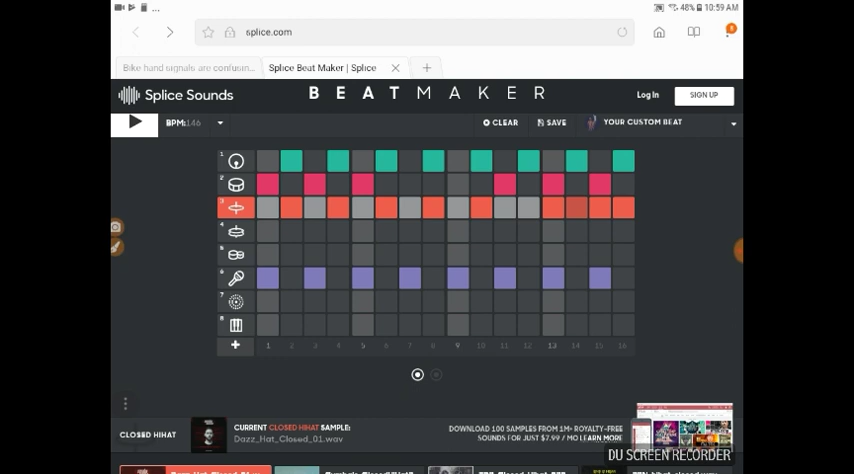 ... 48% 10:59 AM
splice.com
Bike hand signals are confusin...
Splice Beat Maker | Splice
Splice Sounds
BEATMAKER
Log In
SIGN UP
BPM: 146
CLEAR
SAVE
YOUR CUSTOM BEAT
1
2
3
4
5
6
7
8
1 2 3 4 5 6 7 8 9 10 11 12 13 14 15 16
CLOSED HIHAT
CURRENT CLOSED HIHAT SAMPLE:
Dazz_Hat_Closed_01.wav
DOWNLOAD 100 SAMPLES FROM 1M+ ROYALTY-FREE
SOUNDS FOR JUST $7.99 / MO LEARN MORE
DU SCREEN RECORDER